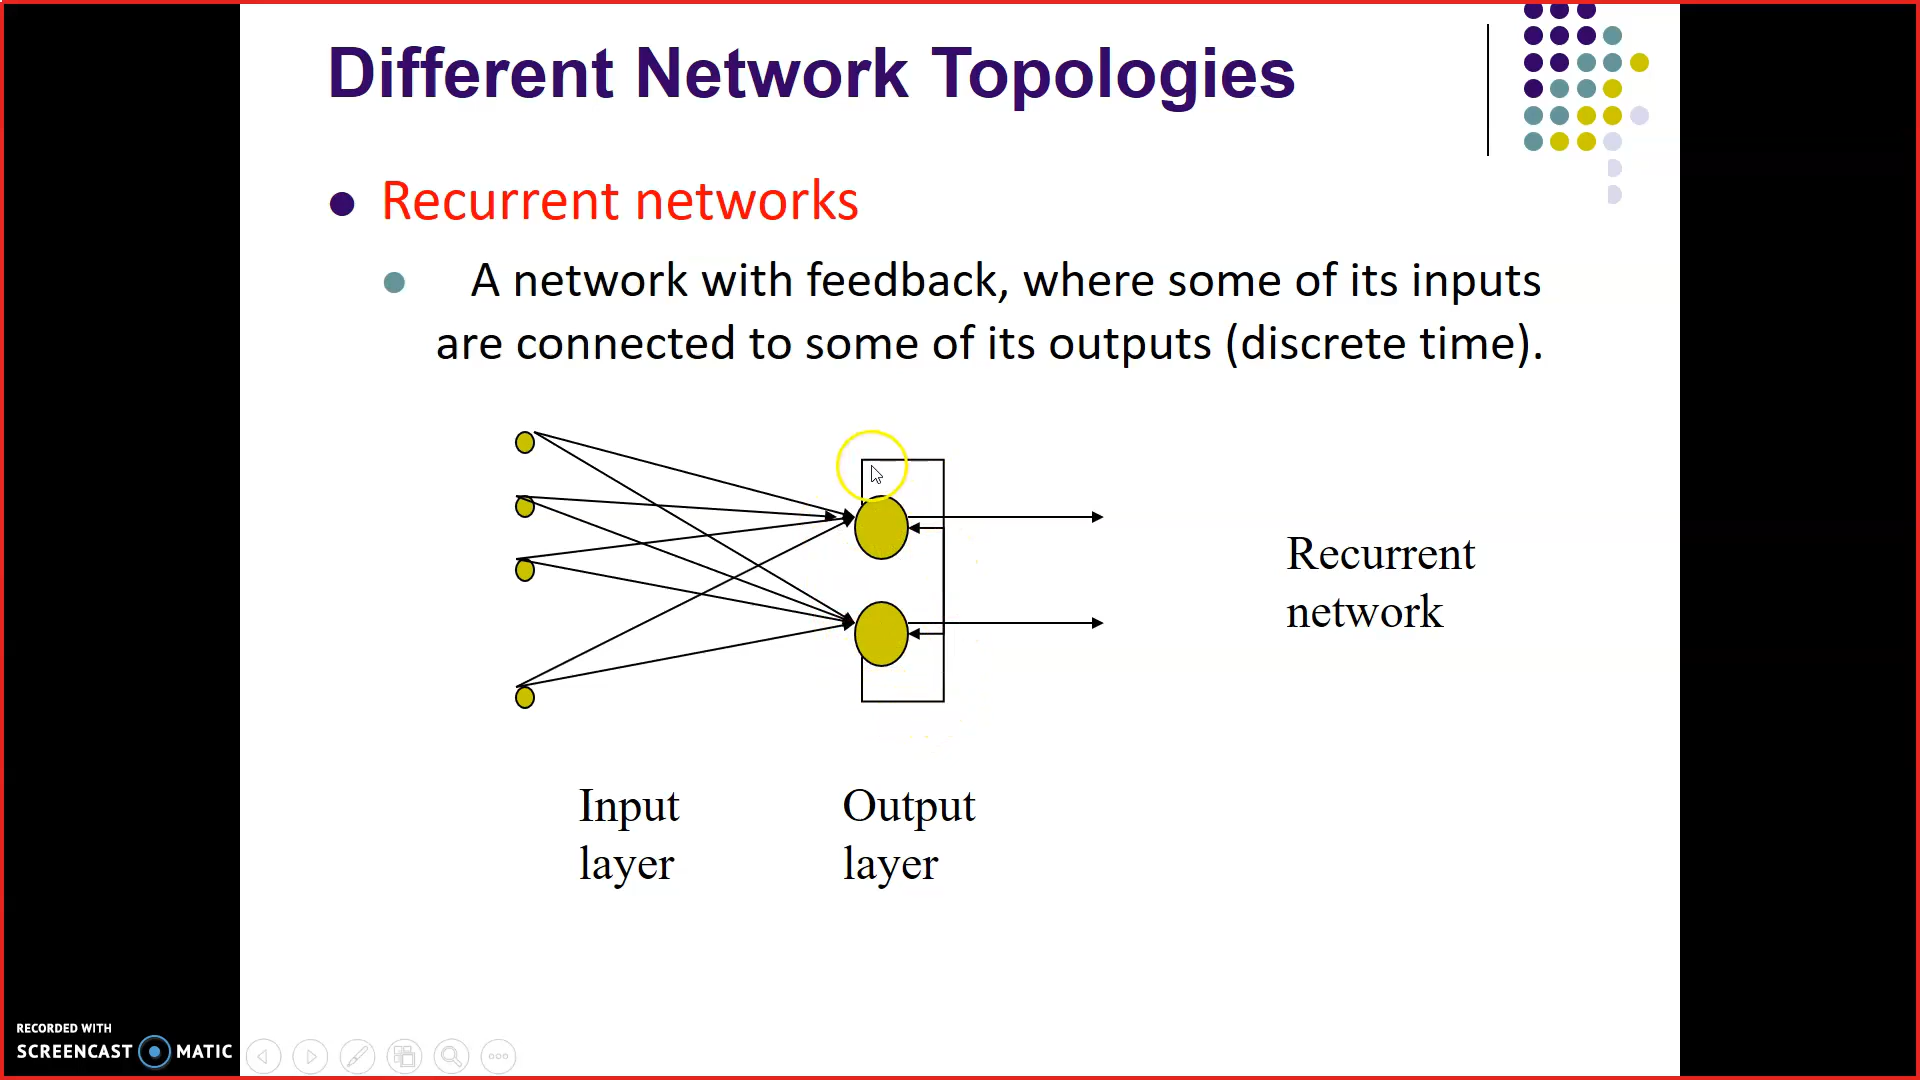 Different Network Topologies
Recurrent networks
A network with feedback, where some of its inputs
are connected to some of its outputs (discrete time).
Recurrent
network
Input
layer
Output
layer
RECORDED WITH
SCREENCAST MATIC